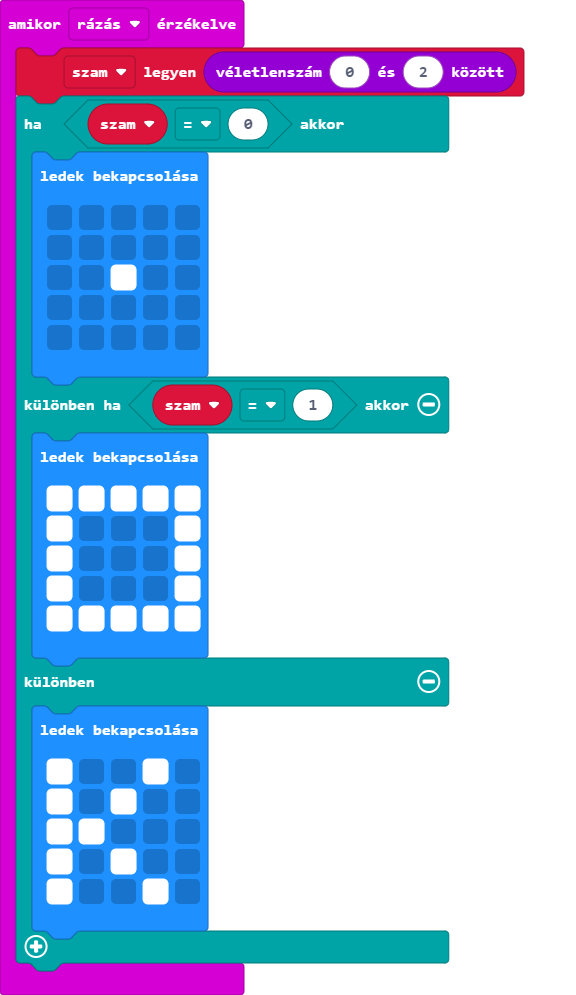 amikor rázás érzékelve
szam legyen véletlenszám 0 és 2 között
ha szam = 0 akkor
ledek bekapcsolása
különben ha szam = 1 akkor
ledek bekapcsolása
különben
ledek bekapcsolása